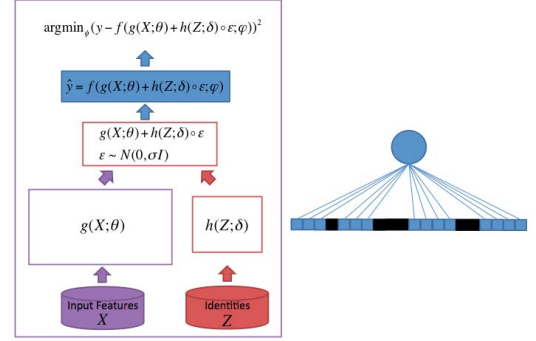 argmin_ϕ(y − f(g(X;θ)+h(Z;δ)∘ε;φ))²
ŷ = f(g(X;θ)+h(Z;δ)∘ε;φ)
g(X;θ)+h(Z;δ)∘ε
ε ~ N(0,σI)
g(X;θ)
h(Z;δ)
Input Features
X
Identities
Z